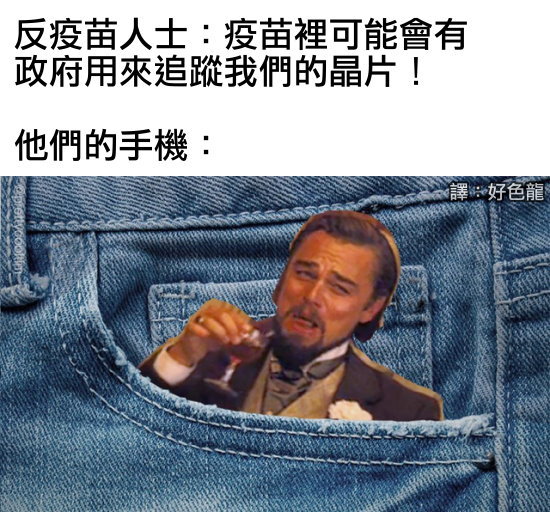 反疫苗人士：疫苗裡可能會有
政府用來追蹤我們的晶片！
他們的手機：
譯：好色龍